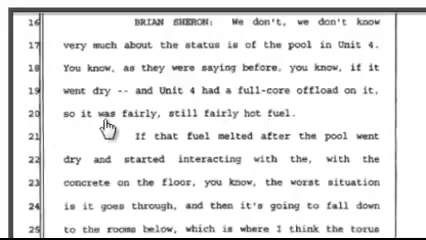 16 BRIAN SHERON: We don't, we don't know
17 very much about the status is of the pool in Unit 4.
18 You know, as they were saying before, you know, if it
19 went dry -- and Unit 4 had a full-core offload on it,
20 so it was fairly, still fairly hot fuel.
21 If that fuel melted after the pool went
22 dry and started interacting with the, with the
23 concrete on the floor, you know, the worst situation
24 is it goes through, and then it's going to fall down
25 to the rooms below, which is where I think the torus